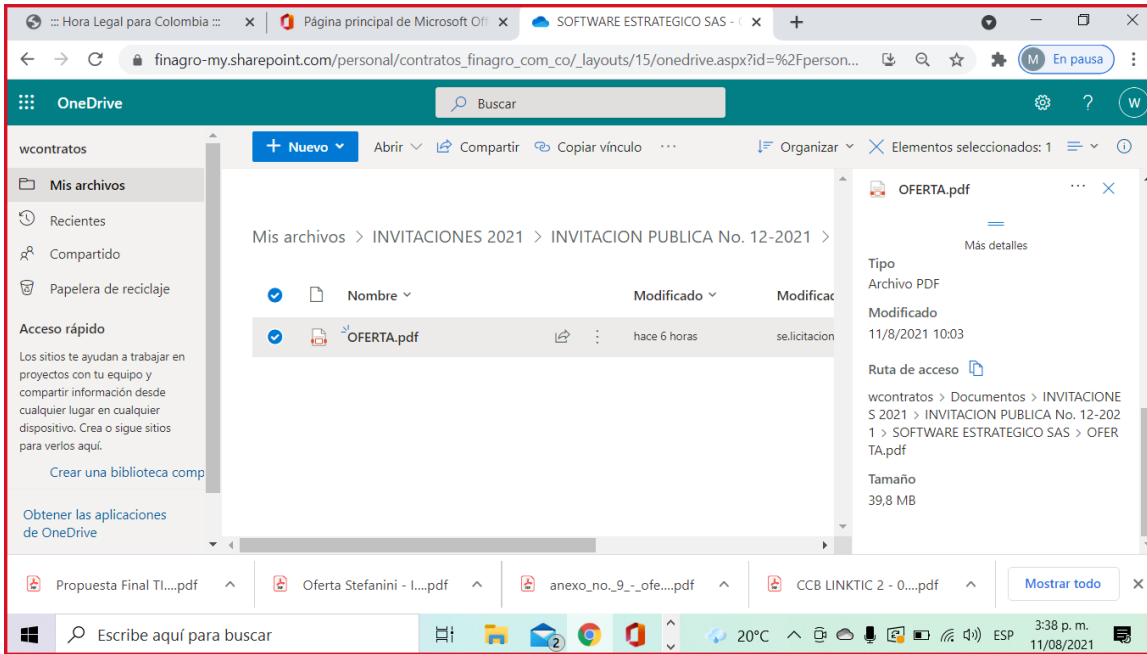 ::: Hora Legal para Colombia :::
Página principal de Microsoft Off
SOFTWARE ESTRATEGICO SAS - O
finagro-my.sharepoint.com/personal/contratos_finagro_com_co/_layouts/15/onedrive.aspx?id=%2Fperson...
M
En pausa
OneDrive
Buscar
?
W
wcontratos
Nuevo
Abrir
Compartir
Copiar vínculo
...
Organizar
Elementos seleccionados: 1
Mis archivos
Recientes
Compartido
Papelera de reciclaje
Acceso rápido
Los sitios te ayudan a trabajar en
proyectos con tu equipo y
compartir información desde
cualquier lugar en cualquier
dispositivo. Crea o sigue sitios
para verlos aquí.
Crear una biblioteca comp
Obtener las aplicaciones
de OneDrive
Mis archivos > INVITACIONES 2021 > INVITACION PUBLICA No. 12-2021 >
Nombre
Modificado
Modificac
OFERTA.pdf
hace 6 horas
se.licitacion
OFERTA.pdf
...
Más detalles
Tipo
Archivo PDF
Modificado
11/8/2021 10:03
Ruta de acceso
wcontratos > Documentos > INVITACIONE
S 2021 > INVITACION PUBLICA No. 12-202
1 > SOFTWARE ESTRATEGICO SAS > OFER
TA.pdf
Tamaño
39,8 MB
Propuesta Final TI....pdf
Oferta Stefanini - I....pdf
anexo_no._9_-_ofe....pdf
CCB LINKTIC 2 - 0....pdf
Mostrar todo
Escribe aquí para buscar
2
20°C
ESP
3:38 p. m.
11/08/2021